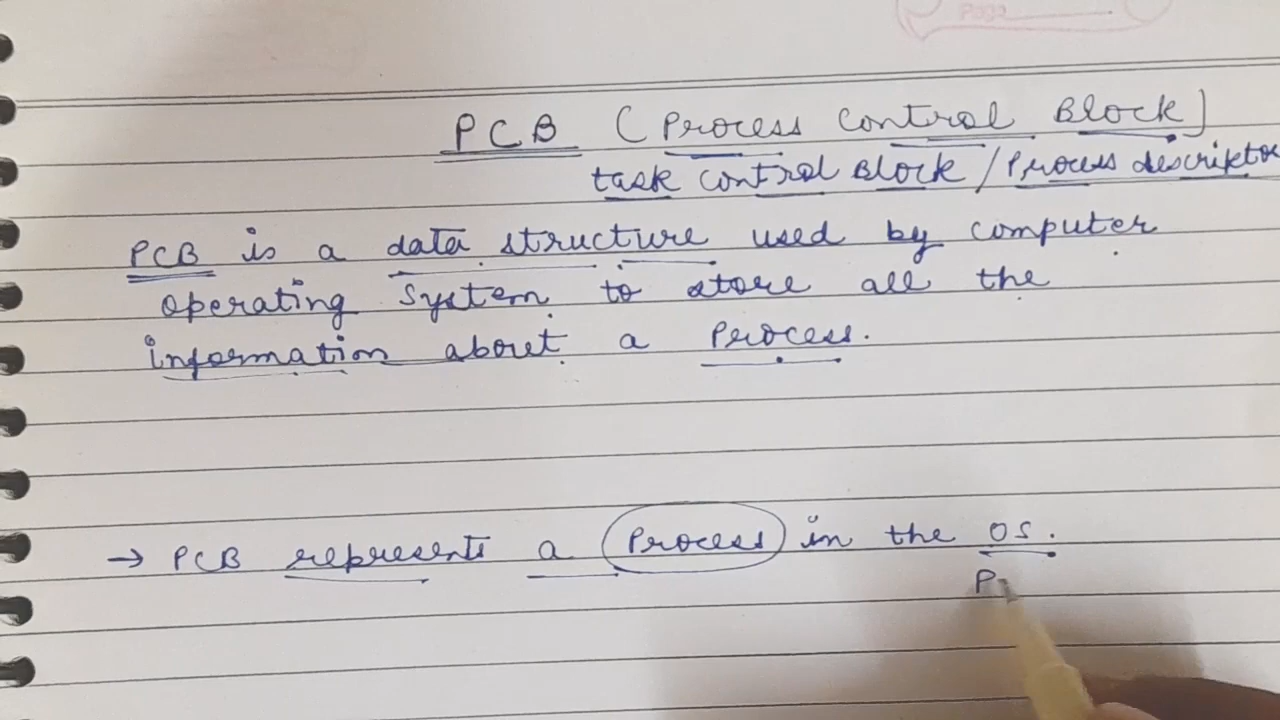 Page
PCB (Process Control Block)
task control Block / Process descriptor
PCB is a data structure used by computer
operating System to store all the
information about a Process.
→ PCB represents a Process in the OS.
P